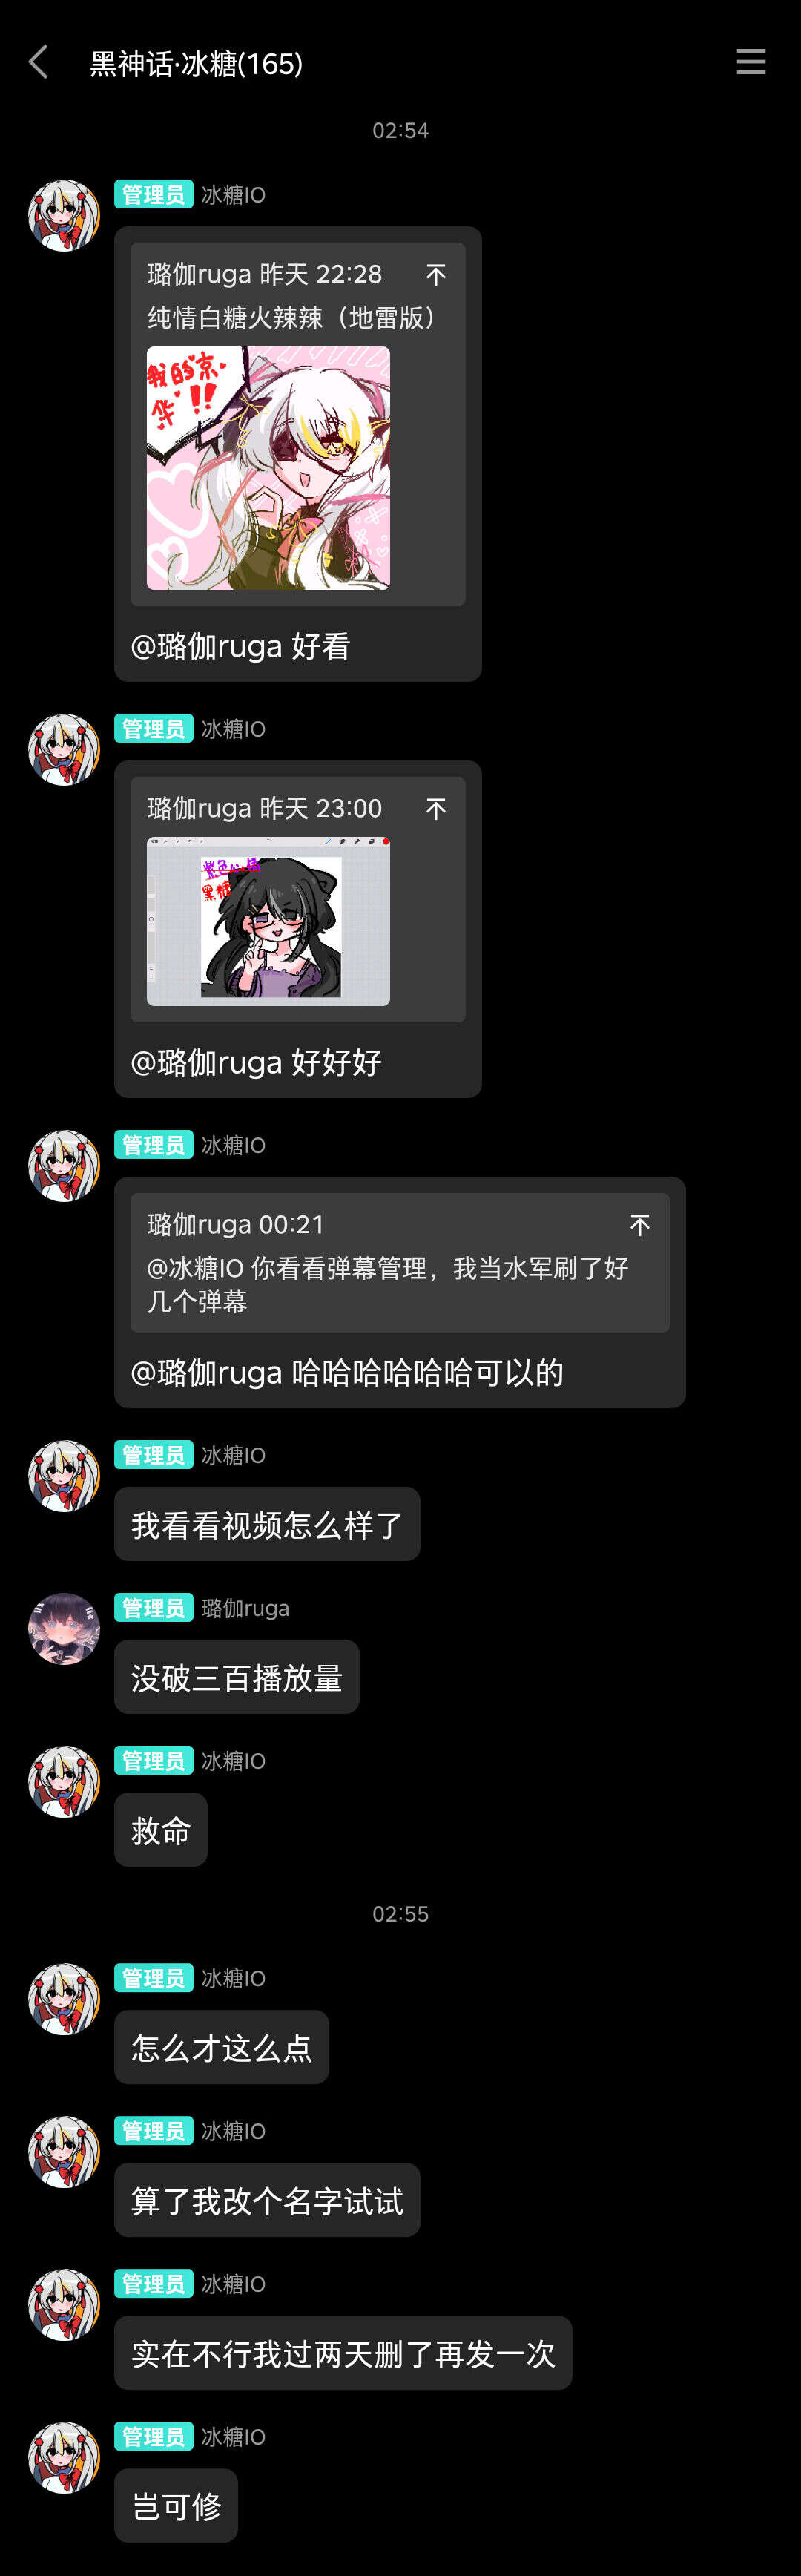 黑神话·冰糖(165)
02:54
管理员 冰糖IO
璐伽ruga 昨天 22:28
纯情白糖火辣辣（地雷版）
我的京
华!!
@璐伽ruga 好看
管理员 冰糖IO
璐伽ruga 昨天 23:00
紫色心情
黑糖
@璐伽ruga 好好好
管理员 冰糖IO
璐伽ruga 00:21
@冰糖IO 你看看弹幕管理，我当水军刷了好
几个弹幕
@璐伽ruga 哈哈哈哈哈哈可以的
管理员 冰糖IO
我看看视频怎么样了
管理员 璐伽ruga
没破三百播放量
管理员 冰糖IO
救命
02:55
管理员 冰糖IO
怎么才这么点
管理员 冰糖IO
算了我改个名字试试
管理员 冰糖IO
实在不行我过两天删了再发一次
管理员 冰糖IO
岂可修